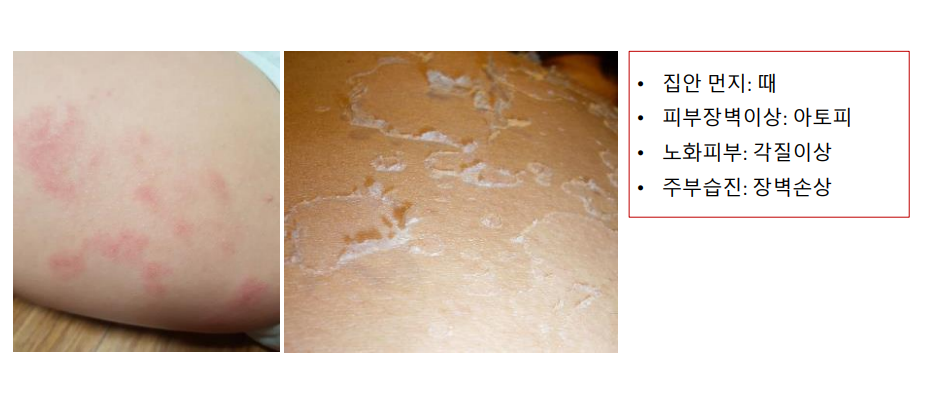 • 집안 먼지: 때
• 피부장벽이상: 아토피
• 노화피부: 각질이상
• 주부습진: 장벽손상